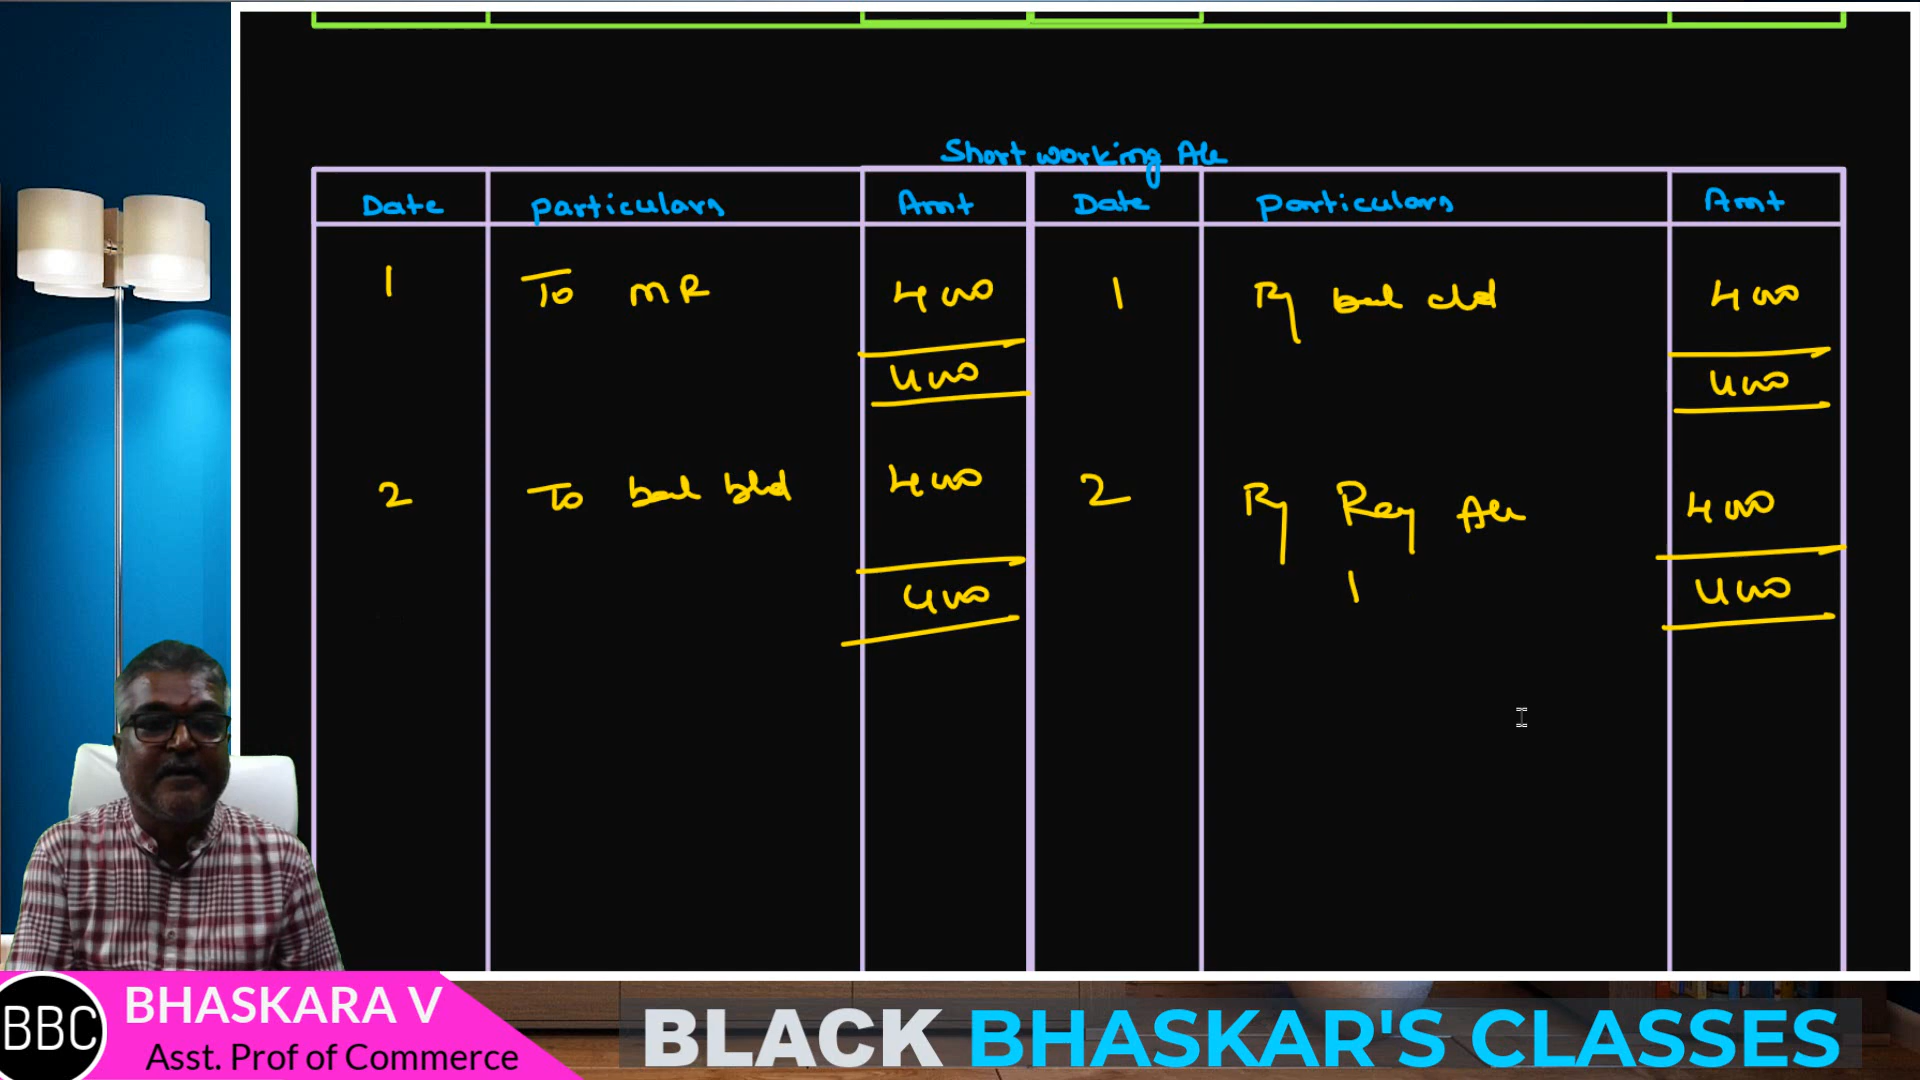 Short working A/c
Date particulars Amt Date particulars Amt
1 To MR 4000 1 By bal c/d 4000
4000 4000
2 To bal b/d 4000 2 By Roy A/c 4000
4000 4000
BBC
BHASKARA V
Asst. Prof of Commerce
BLACK BHASKAR'S CLASSES